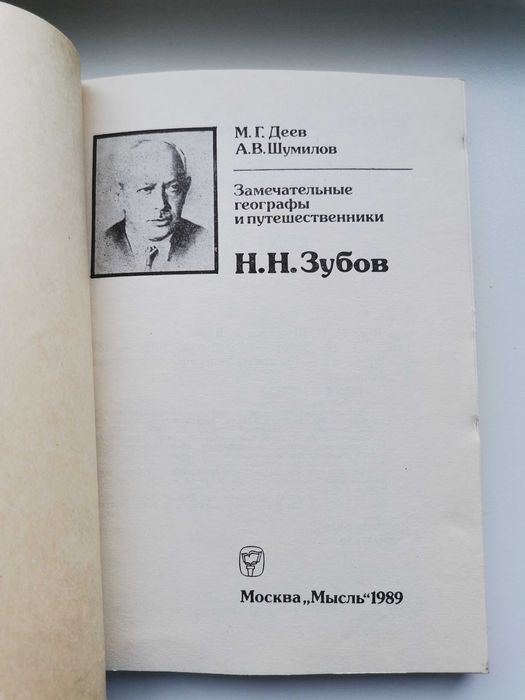 М. Г. Деев
А. В. Шумилов
Замечательные
географы
и путешественники
Н. Н. Зубов
Москва „Мысль“ 1989